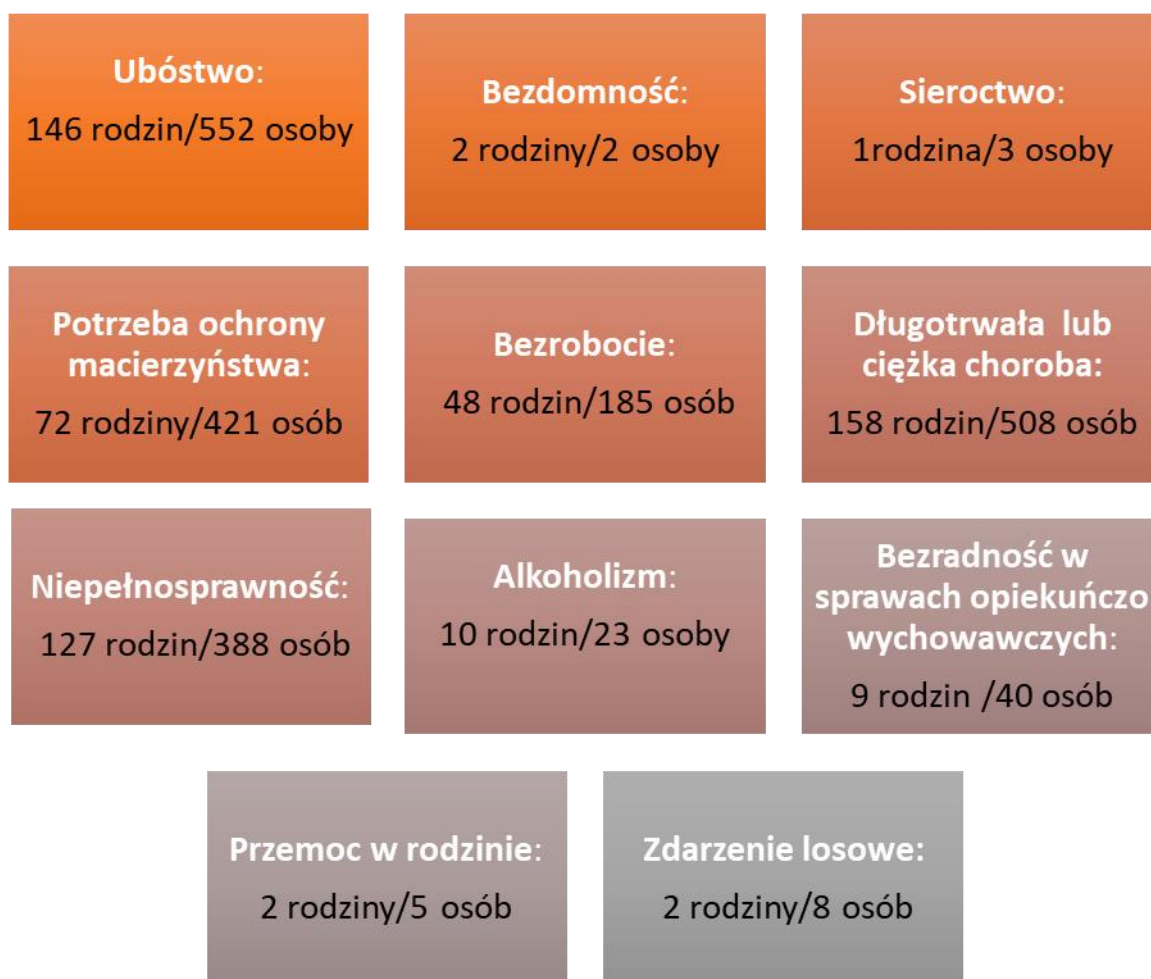 Ubóstwo:
146 rodzin/552 osoby
Bezdomność:
2 rodziny/2 osoby
Sieroctwo:
1rodzina/3 osoby
Potrzeba ochrony
macierzyństwa:
72 rodziny/421 osób
Bezrobocie:
48 rodzin/185 osób
Długotrwała lub
ciężka choroba:
158 rodzin/508 osób
Niepełnosprawność:
127 rodzin/388 osób
Alkoholizm:
10 rodzin/23 osoby
Bezradność w
sprawach opiekuńczo
wychowawczych:
9 rodzin /40 osób
Przemoc w rodzinie:
2 rodziny/5 osób
Zdarzenie losowe:
2 rodziny/8 osób